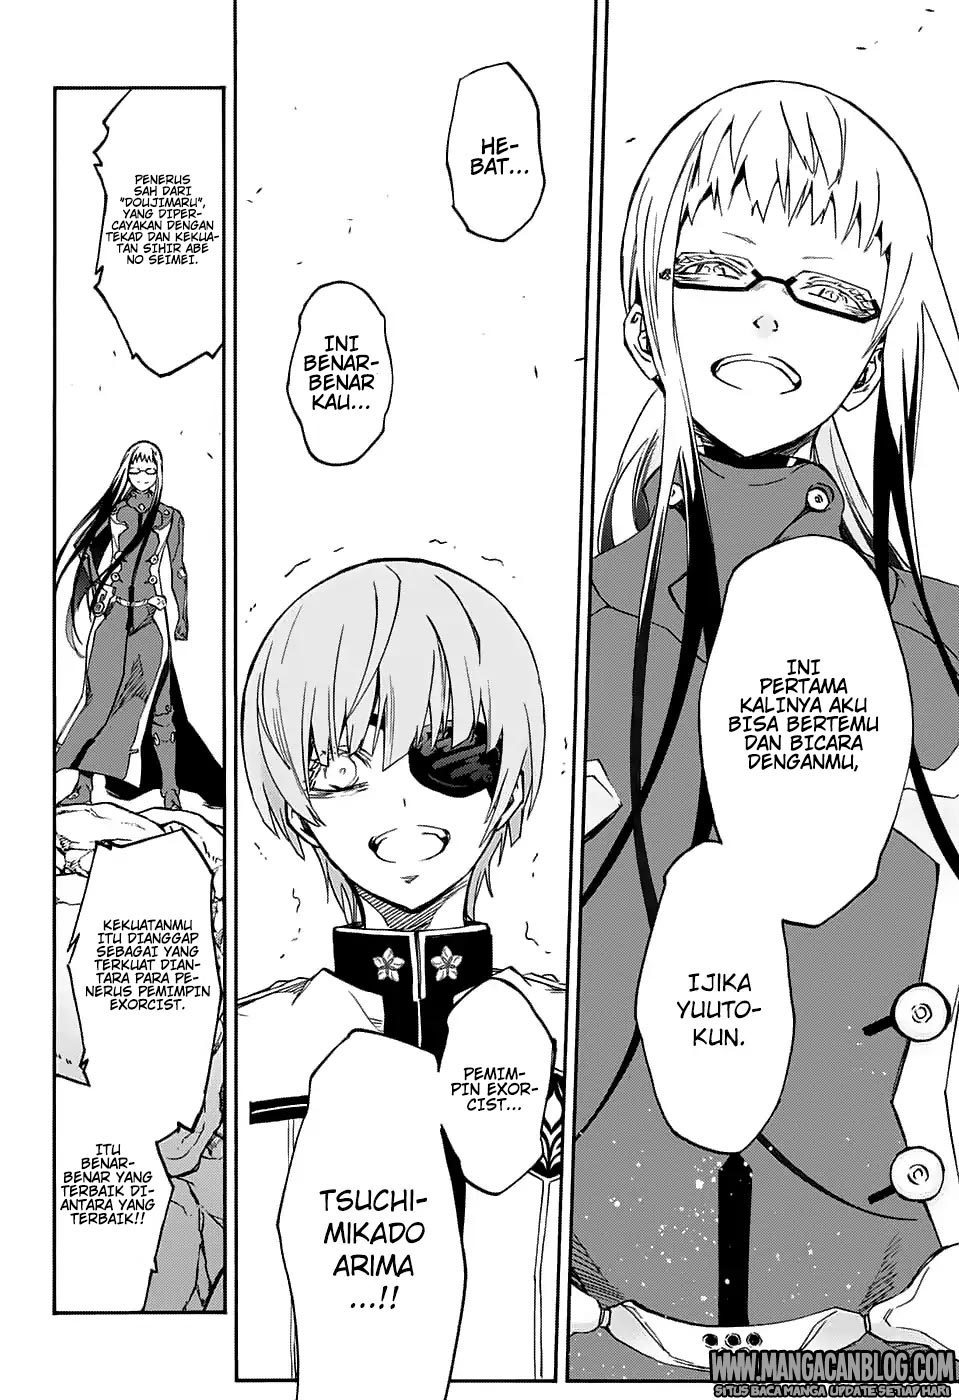 INI
PERTAMA
KALINYA AKU
BISA BERTEMU
DAN BICARA
DENGANMU,
IJIKA
YUUTO-
KUN.
HE-
BAT...
INI
BENAR-
BENAR
KAU...
PEMIM-
PIN EXOR-
CIST...
TSUCHI-
MIKADO
ARIMA
...!!
PENERUS
SAH DARI
"DOUJIMARU",
YANG DIPER-
CAYAKAN DENGAN
TEKAD DAN KEKUAT-
AN SIHIR ABE
NO SEIMEI.
KEKUATANMU
ITU DIANGGAP
SEBAGAI YANG
TERKUAT DIAN-
TARA PARA PE-
NERUS PEMIMPIN
EXORCIST.
ITU
BENAR-
BENAR YANG
TERBAIK DI-
ANTARA YANG
TERBAIK!!
WWW.MANGACANBLOG.COM
SITUS BACA MANGA UPDATE SETIAP HARI